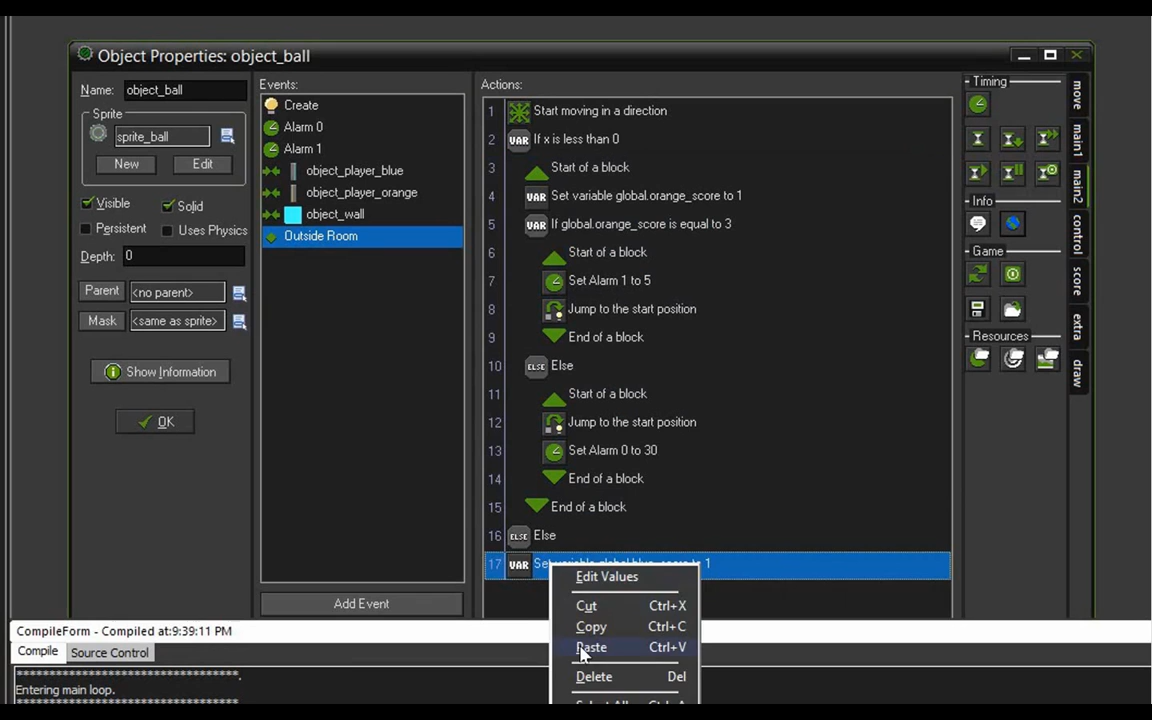 Object Properties: object_ball
Name: object_ball
Sprite
sprite_ball
New Edit
Visible Solid
Persistent Uses Physics
Depth: 0
Parent <no parent>
Mask <same as sprite>
Show Information
OK
Events:
Create
Alarm 0
Alarm 1
object_player_blue
object_player_orange
object_wall
Outside Room
Add Event
Actions:
1 Start moving in a direction
2 VAR If x is less than 0
3 Start of a block
4 VAR Set variable global.orange_score to 1
5 VAR If global.orange_score is equal to 3
6 Start of a block
7 Set Alarm 1 to 5
8 Jump to the start position
9 End of a block
10 ELSE Else
11 Start of a block
12 Jump to the start position
13 Set Alarm 0 to 30
14 End of a block
15 End of a block
16 ELSE Else
17 VAR 1
Edit Values
Cut Ctrl+X
Copy Ctrl+C
Paste Ctrl+V
Delete Del
Timing
Info
Game
Resources
move
main1
main2
control
score
extra
draw
CompileForm - Compiled at:9:39:11 PM
Compile Source Control
***********************************.
Entering main loop.